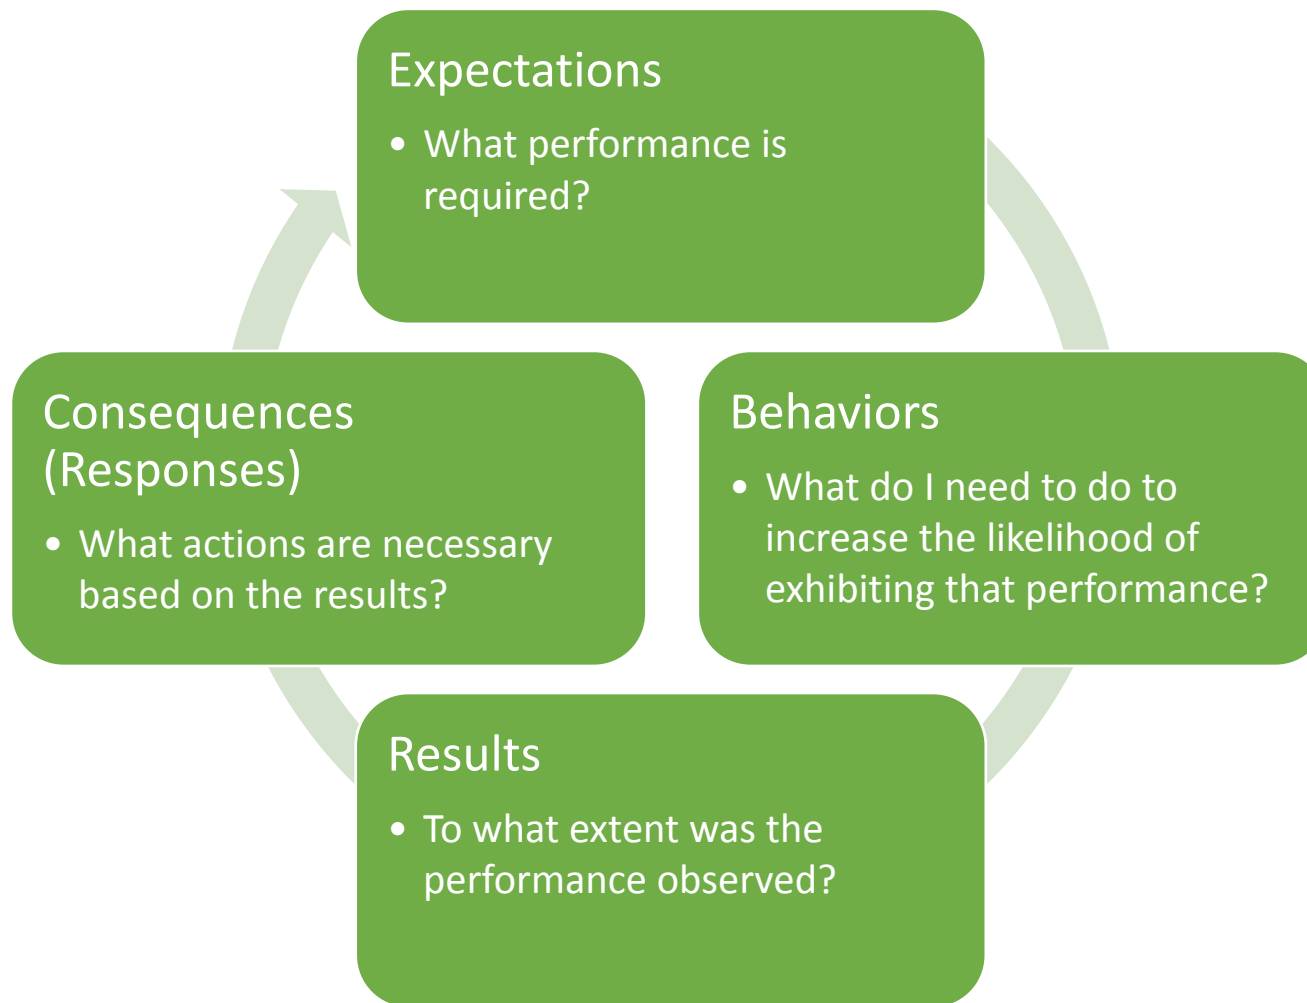 Expectations
• What performance is
required?
Behaviors
• What do I need to do to
increase the likelihood of
exhibiting that performance?
Results
• To what extent was the
performance observed?
Consequences
(Responses)
• What actions are necessary
based on the results?